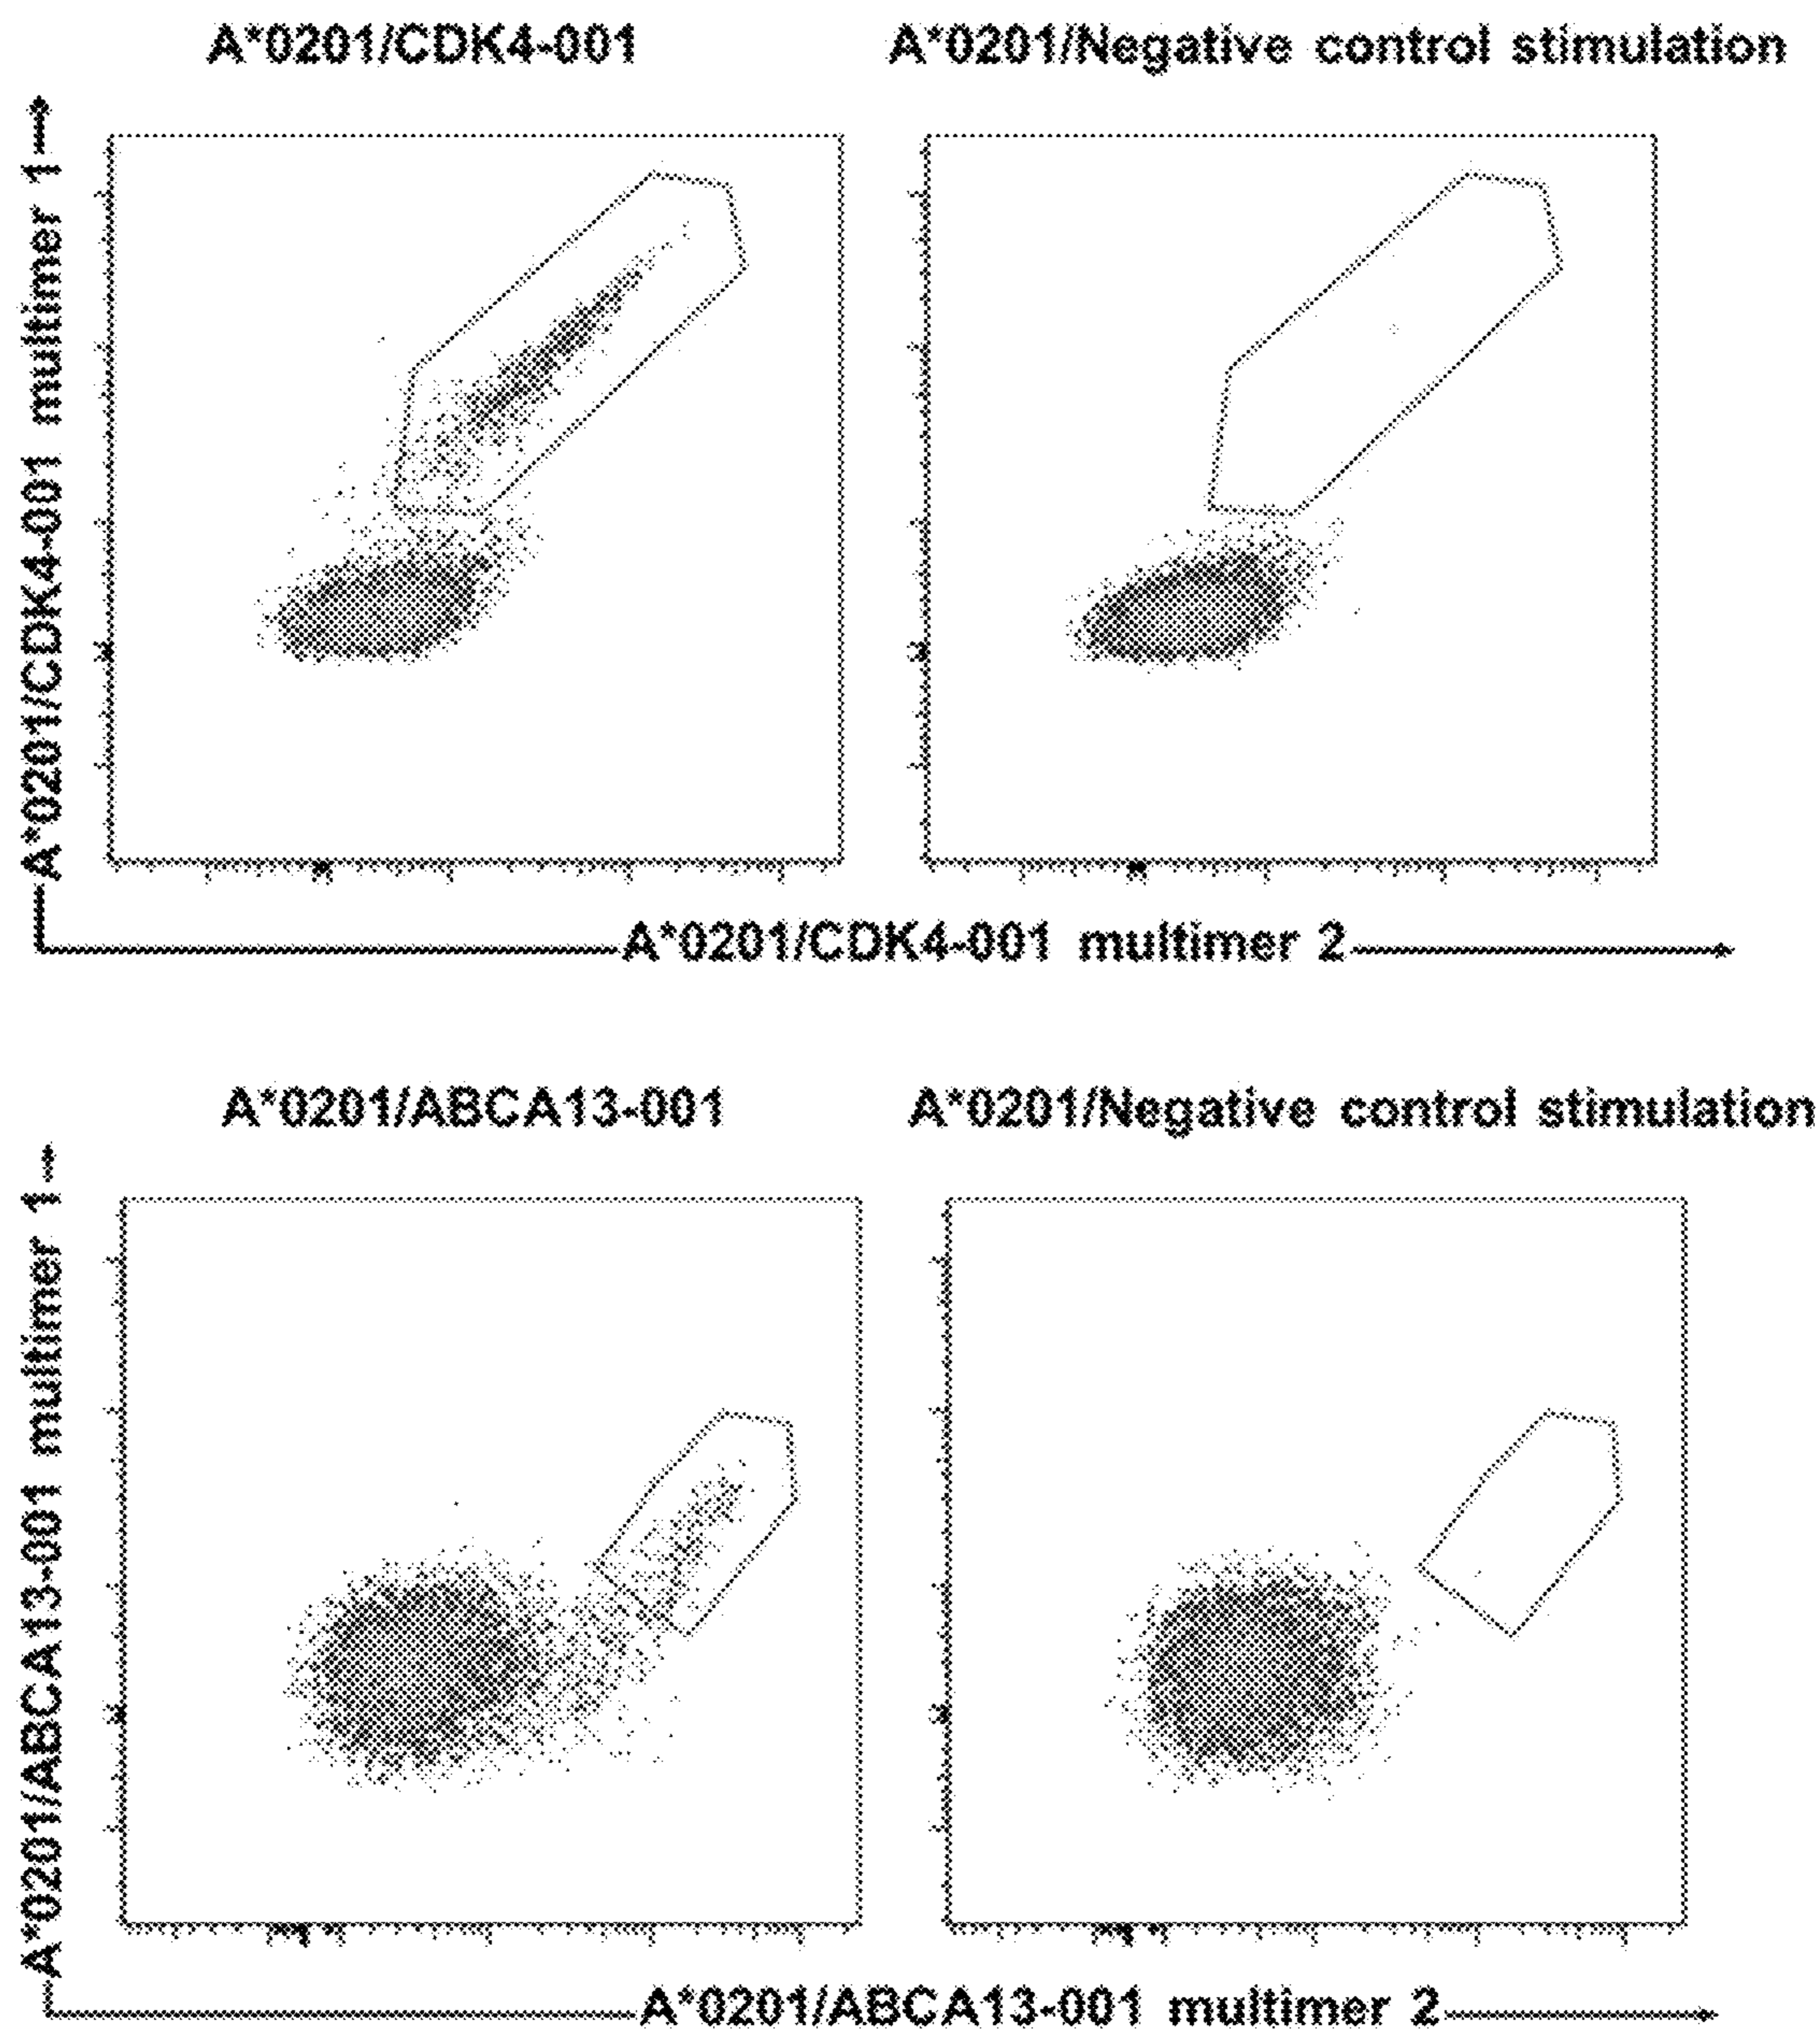 A*0201/CDK4-001
A*0201/Negative control stimulation
A*0201/CDK4-001 multimer 1
A*0201/CDK4-001 multimer 2
A*0201/ABCA13-001
A*0201/Negative control stimulation
A*0201/ABCA13-001 multimer 1
A*0201/ABCA13-001 multimer 2